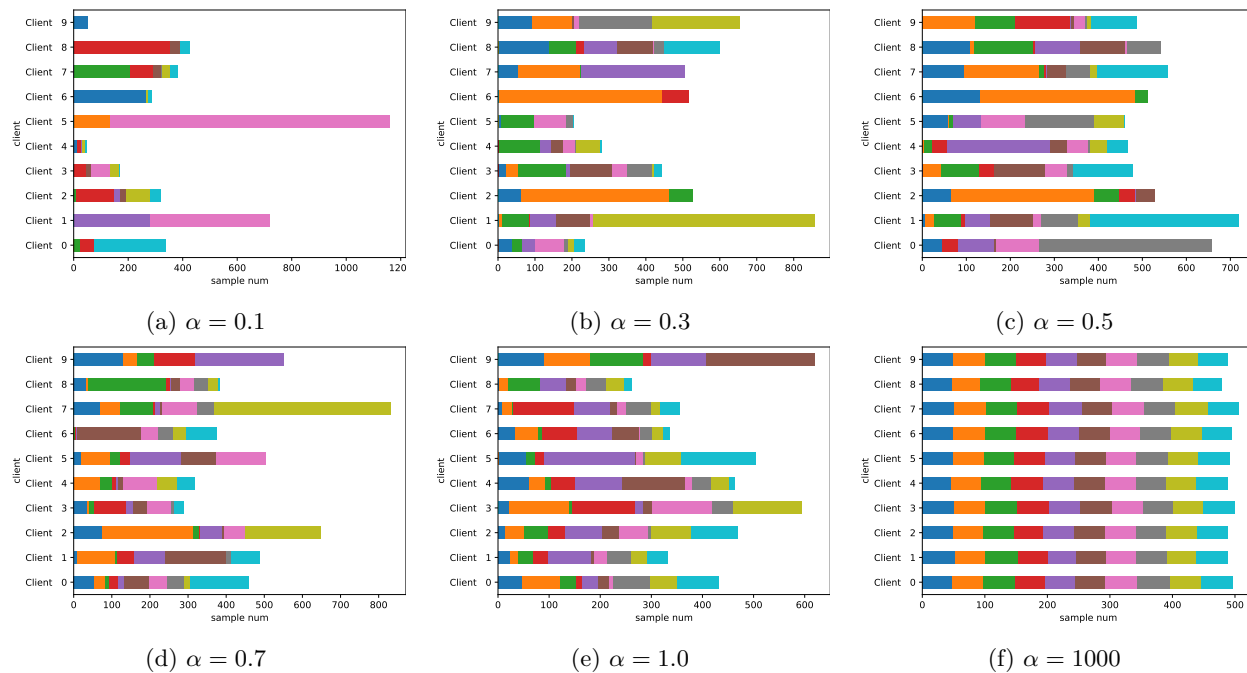 Client 9
Client 8
Client 7
Client 6
Client 5
Client 4
Client 3
Client 2
Client 1
Client 0
client
0 200 400 600 800 1000 120
sample num
(a) α = 0.1
Client 9
Client 8
Client 7
Client 6
Client 5
Client 4
Client 3
Client 2
Client 1
Client 0
client
0 100 200 300 400 500 600 700 800
sample num
(b) α = 0.3
Client 9
Client 8
Client 7
Client 6
Client 5
Client 4
Client 3
Client 2
Client 1
Client 0
client
0 100 200 300 400 500 600 700
sample num
(c) α = 0.5
Client 9
Client 8
Client 7
Client 6
Client 5
Client 4
Client 3
Client 2
Client 1
Client 0
client
0 100 200 300 400 500 600 700 800
sample num
(d) α = 0.7
Client 9
Client 8
Client 7
Client 6
Client 5
Client 4
Client 3
Client 2
Client 1
Client 0
client
0 100 200 300 400 500 600
sample num
(e) α = 1.0
Client 9
Client 8
Client 7
Client 6
Client 5
Client 4
Client 3
Client 2
Client 1
Client 0
client
0 100 200 300 400 500
sample num
(f) α = 1000